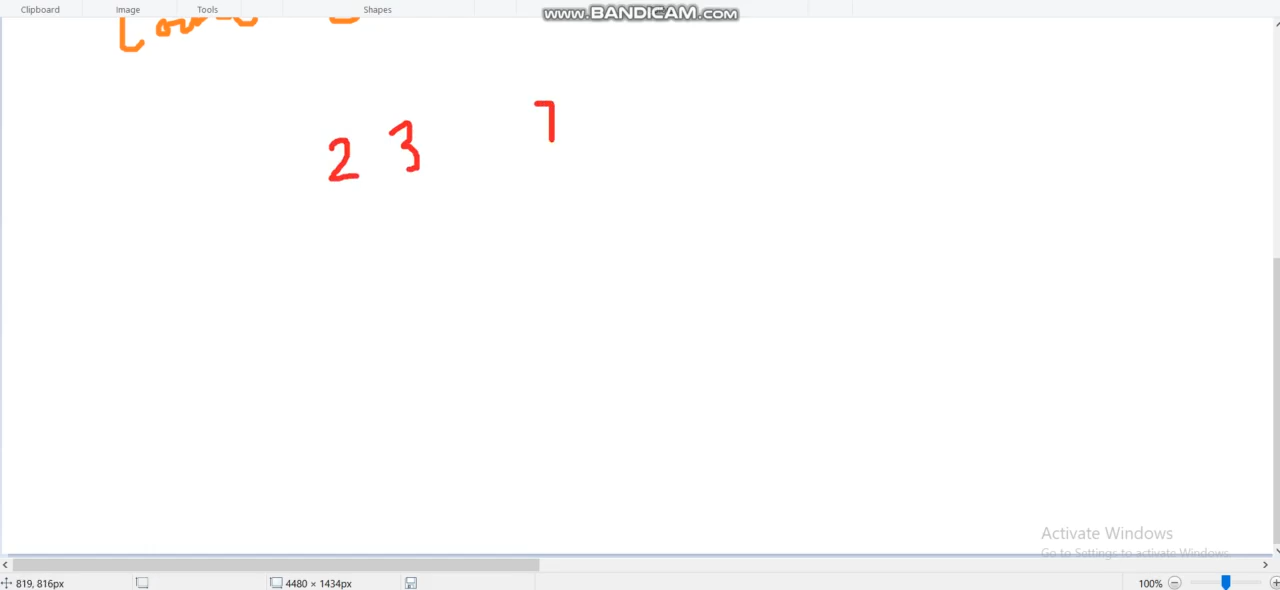 Clipboard Image Tools Shapes
www.BANDICAM.com
2 3 7
Activate Windows
Go to Settings to activate Windows.
819, 816px 4480 × 1434px 100%